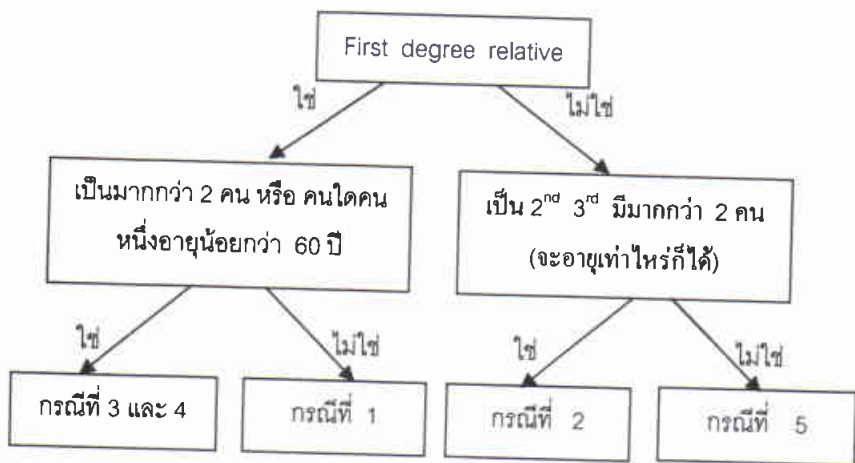 First degree relative
ใช่
ไม่ใช่
เป็นมากกว่า 2 คน หรือ คนใดคน
หนึ่งอายุน้อยกว่า 60 ปี
เป็น 2nd 3rd มีมากกว่า 2 คน
(จะอายุเท่าไหร่ก็ได้)
ใช่
ไม่ใช่
ใช่
ไม่ใช่
กรณีที่ 3 และ 4
กรณีที่ 1
กรณีที่ 2
กรณีที่ 5